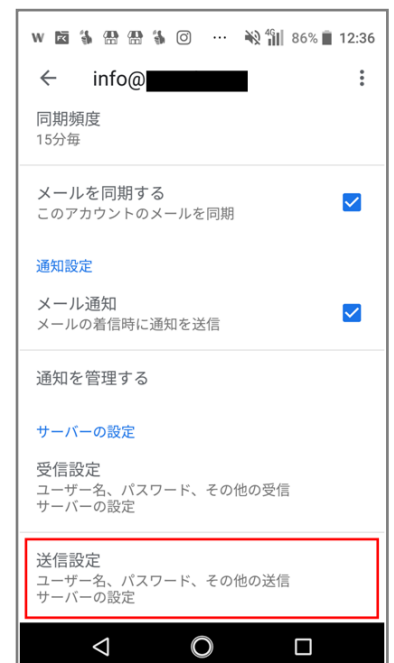 W 4G 86% 12:36
info@
同期頻度
15分毎
メールを同期する
このアカウントのメールを同期
通知設定
メール通知
メールの着信時に通知を送信
通知を管理する
サーバーの設定
受信設定
ユーザー名、パスワード、その他の受信
サーバーの設定
送信設定
ユーザー名、パスワード、その他の送信
サーバーの設定